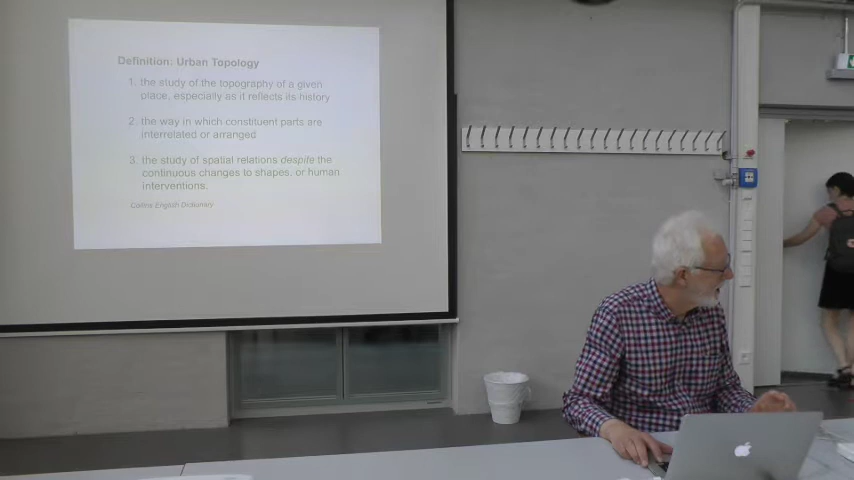 Definition: Urban Topology
1. the study of the topography of a given
place, especially as it reflects its history
2. the way in which constituent parts are
interrelated or arranged
3. the study of spatial relations despite the
continuous changes to shapes, or human
interventions.
Collins English Dictionary